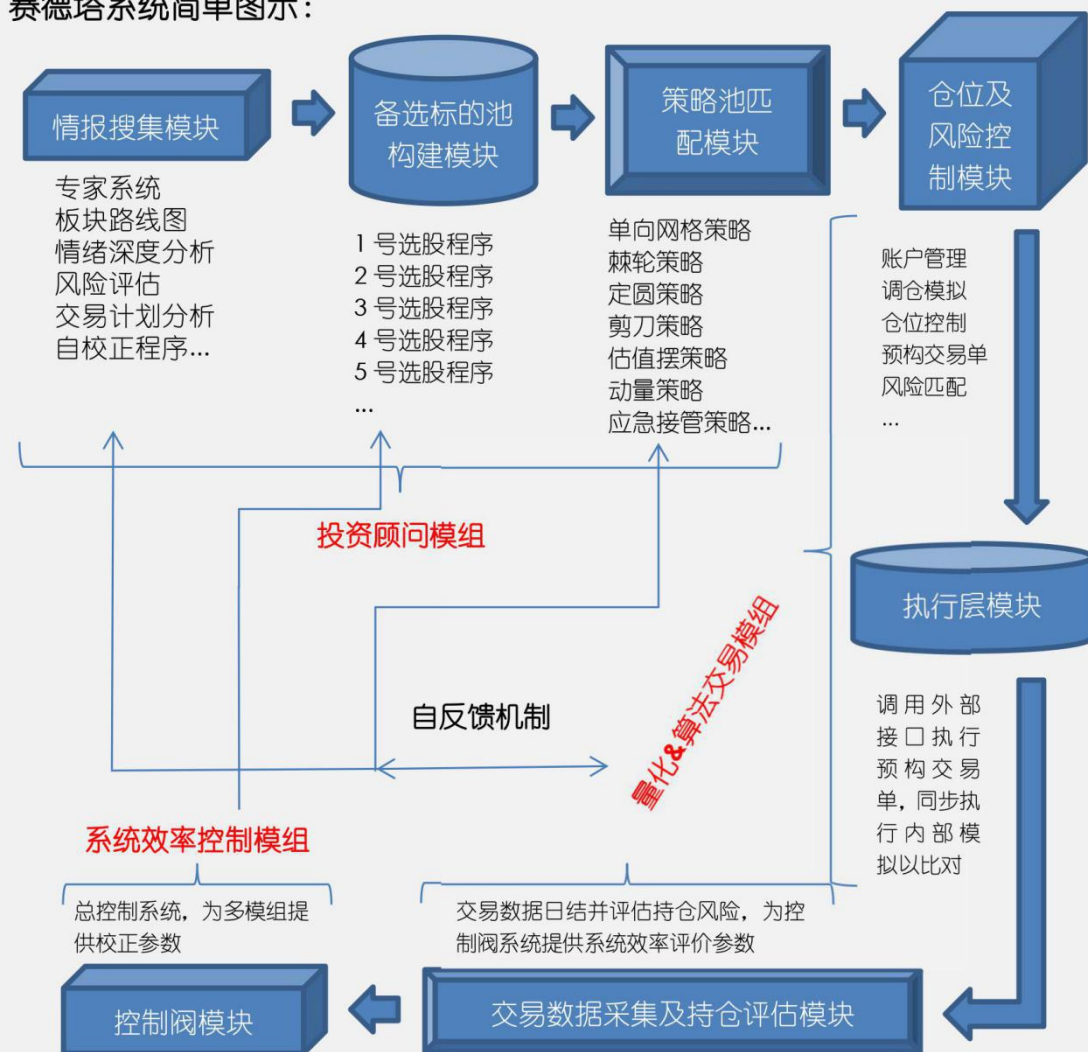 赛德塔系统简单图示：
情报搜集模块
专家系统
板块路线图
情绪深度分析
风险评估
交易计划分析
自校正程序...
备选标的池
构建模块
1 号选股程序
2 号选股程序
3 号选股程序
4 号选股程序
5 号选股程序
...
策略池匹
配模块
单向网格策略
棘轮策略
定圆策略
剪刀策略
估值摆策略
动量策略
应急接管策略...
仓位及
风险控
制模块
账户管理
调仓模拟
仓位控制
预构交易单
风险匹配
...
投资顾问模组
执行层模块
调用外部
接口执行
预构交易
单，同步执
行内部模
拟以比对
量化&算法交易模组
自反馈机制
系统效率控制模组
总控制系统，为多模组提
供校正参数
交易数据日结并评估持仓风险，为控
制阀系统提供系统效率评价参数
控制阀模块
交易数据采集及持仓评估模块